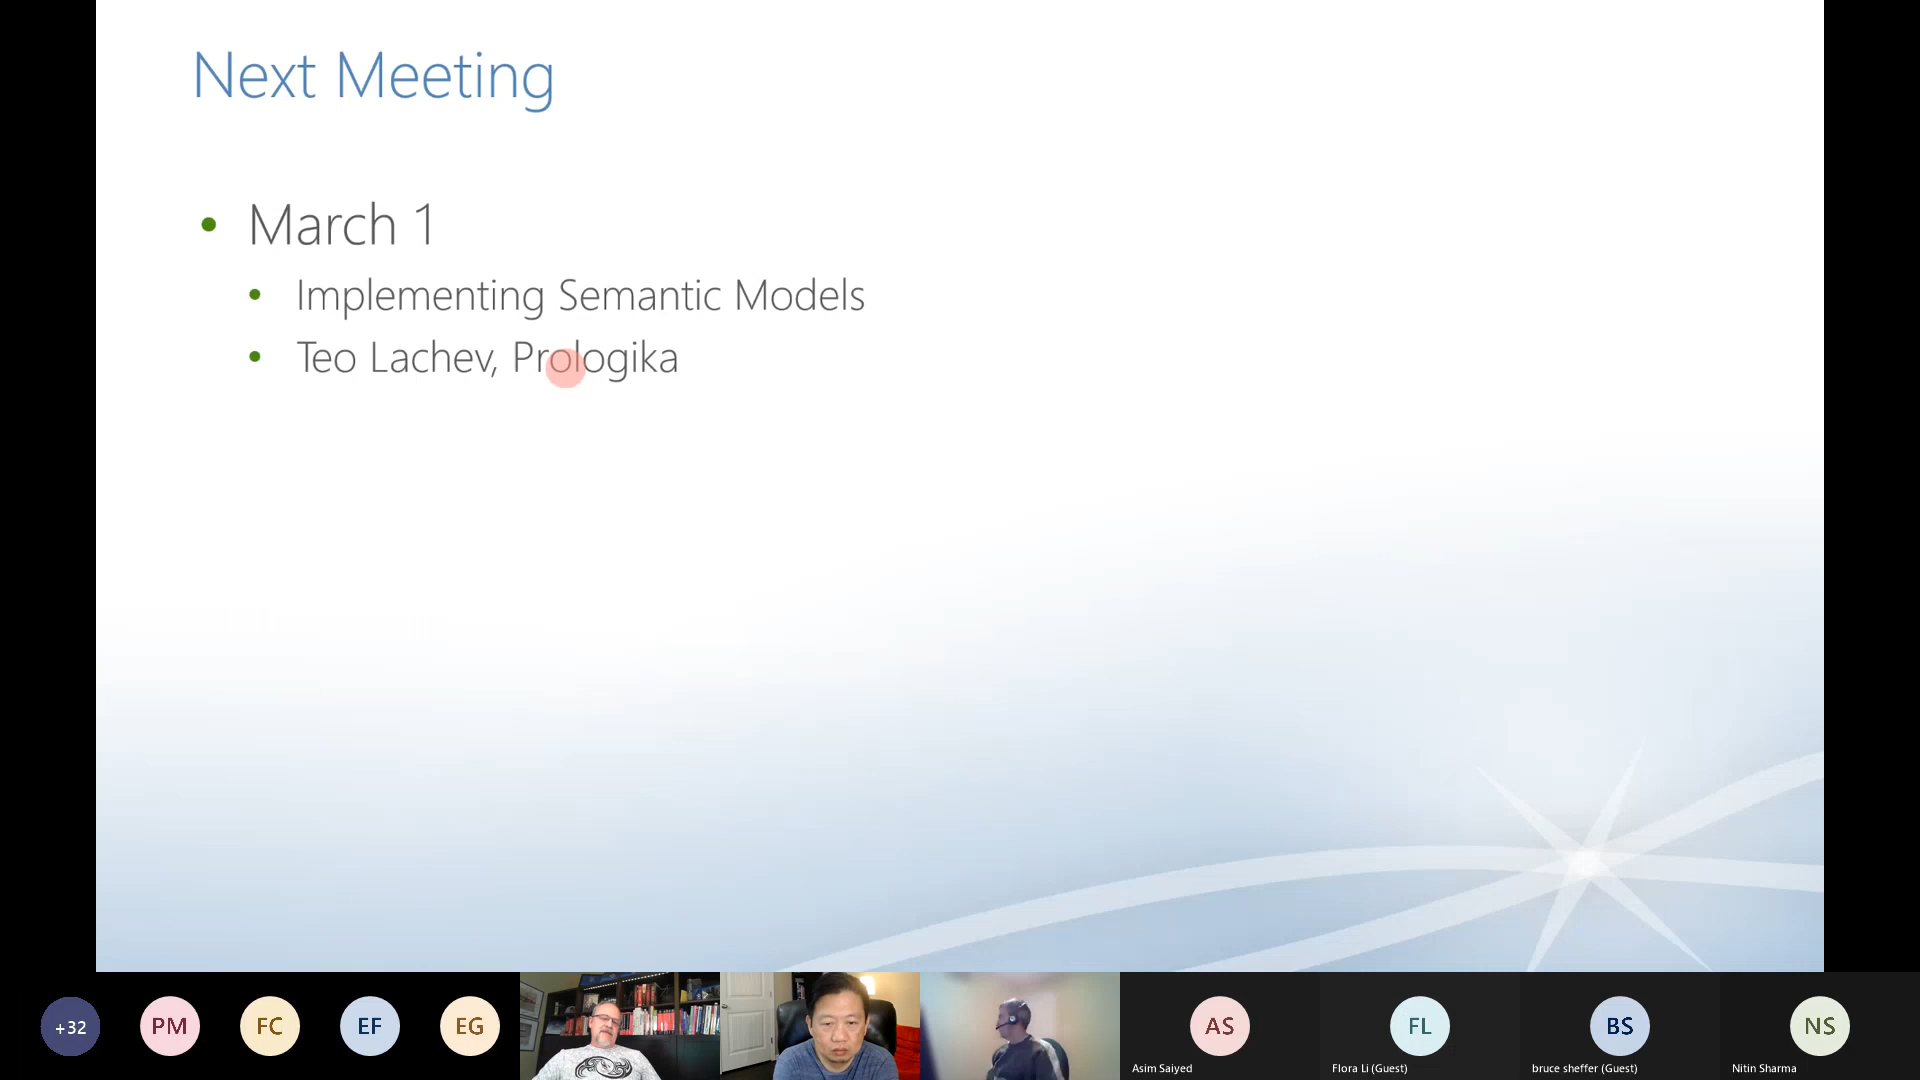 Next Meeting
March 1
Implementing Semantic Models
Teo Lachev, Prologika
+32
PM
FC
EF
EG
AS
FL
BS
NS
Asim Saiyed
Flora Li (Guest)
bruce sheffer (Guest)
Nitin Sharma